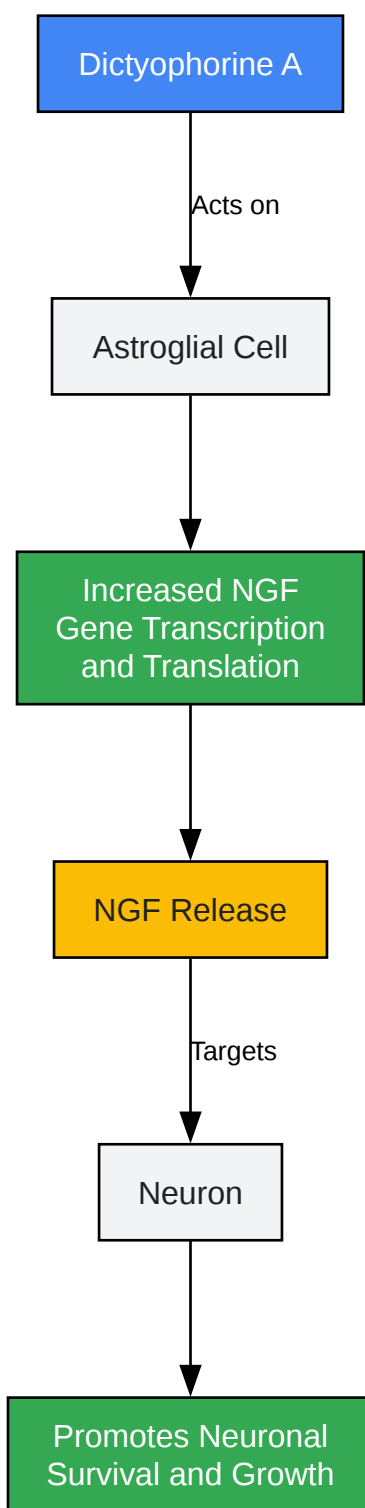 Dictyophorine A
Acts on
Astroglial Cell
Increased NGF
Gene Transcription
and Translation
NGF Release
Targets
Neuron
Promotes Neuronal
Survival and Growth